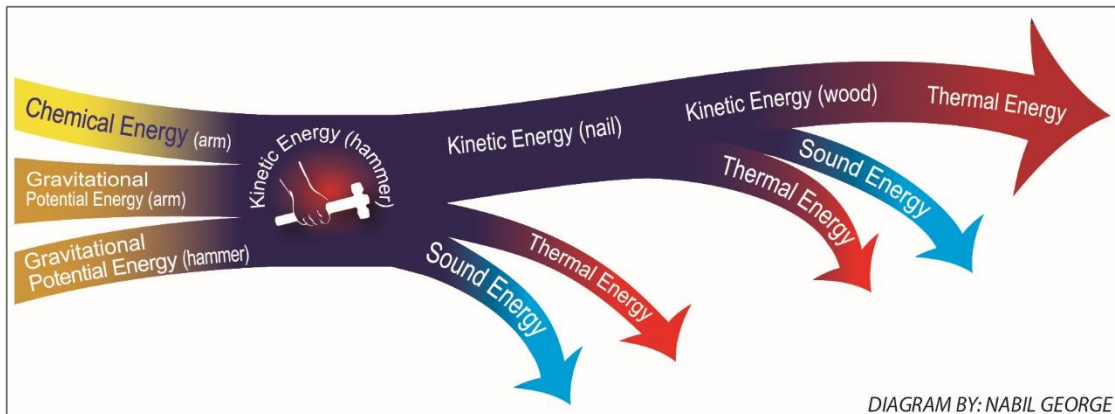 Chemical Energy (arm)
Gravitational
Potential Energy (arm)
Gravitational
Potential Energy (hammer)
Kinetic Energy (hammer)
Kinetic Energy (nail)
Kinetic Energy (wood)
Thermal Energy
Sound Energy
Thermal Energy
Thermal Energy
Sound Energy
DIAGRAM BY: NABIL GEORGE